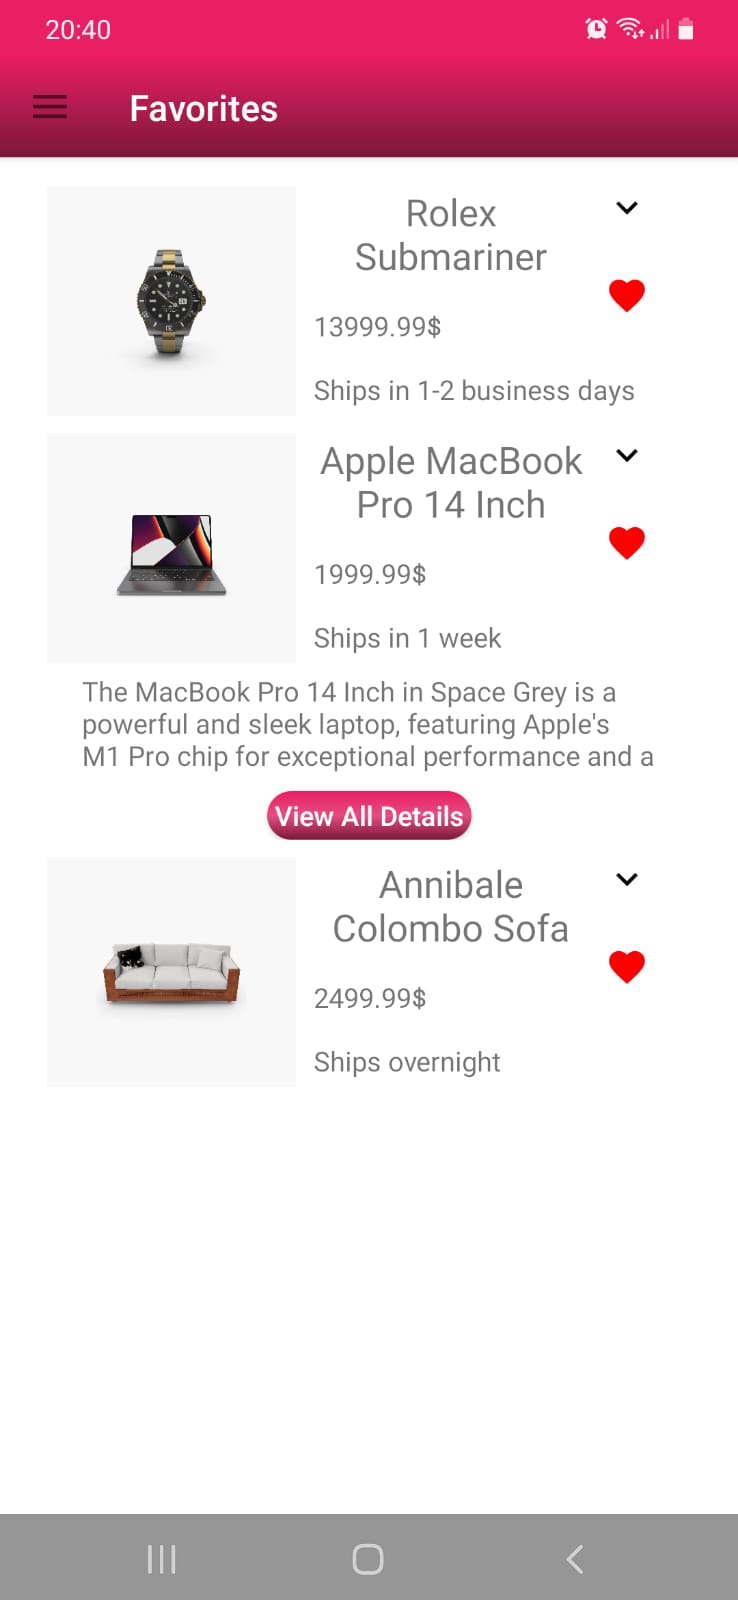 20:40
Favorites
Rolex
Submariner
13999.99$
Ships in 1-2 business days
Apple MacBook
Pro 14 Inch
1999.99$
Ships in 1 week
The MacBook Pro 14 Inch in Space Grey is a
powerful and sleek laptop, featuring Apple's
M1 Pro chip for exceptional performance and a
View All Details
Annibale
Colombo Sofa
2499.99$
Ships overnight